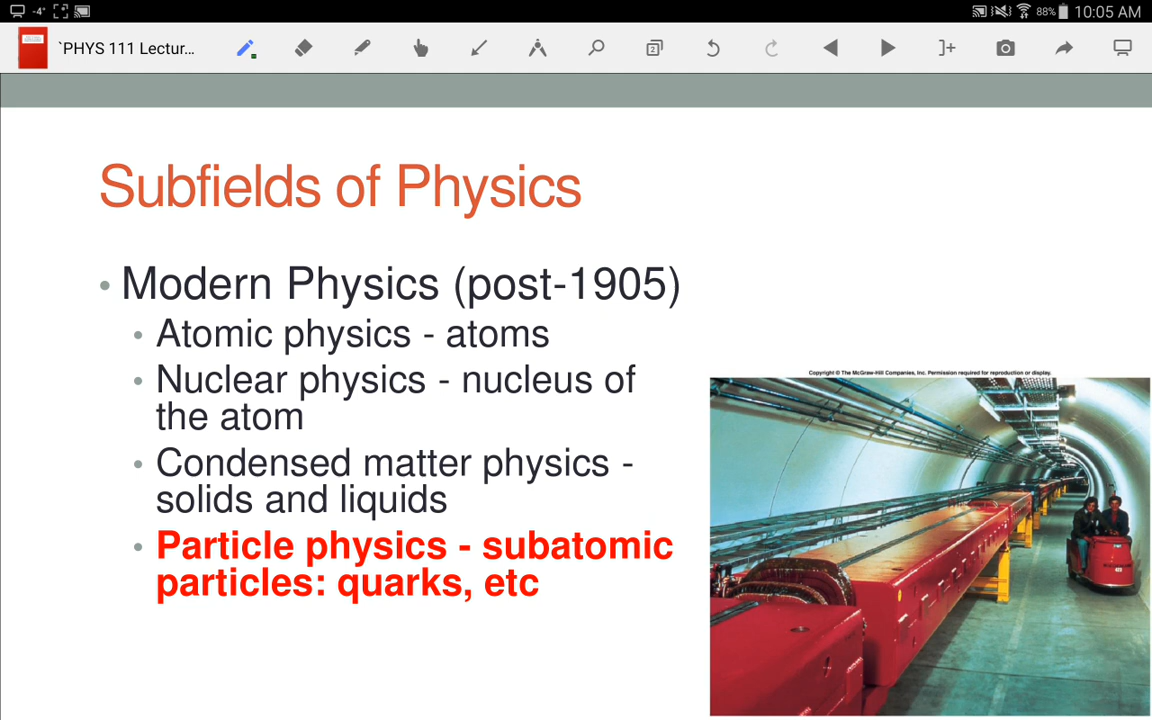 -4° 88% 10:05 AM
`PHYS 111 Lectur...
2
Subfields of Physics
• Modern Physics (post-1905)
• Atomic physics - atoms
• Nuclear physics - nucleus of
the atom
• Condensed matter physics -
solids and liquids
• Particle physics - subatomic
particles: quarks, etc
Copyright © The McGraw-Hill Companies, Inc. Permission required for reproduction or display.